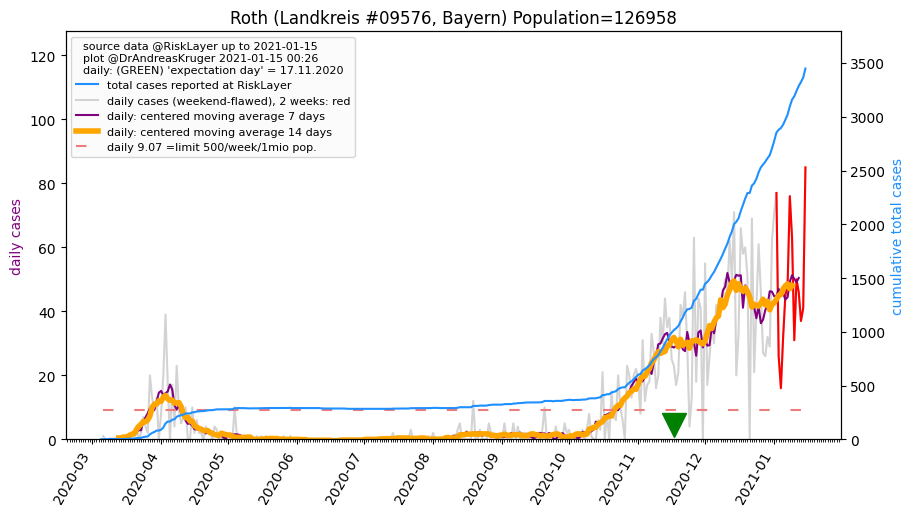 Roth (Landkreis #09576, Bayern) Population=126958
source data @RiskLayer up to 2021-01-15
plot @DrAndreasKruger 2021-01-15 00:26
daily: (GREEN) 'expectation day' = 17.11.2020
total cases reported at RiskLayer
daily cases (weekend-flawed), 2 weeks: red
daily: centered moving average 7 days
daily: centered moving average 14 days
daily 9.07 =limit 500/week/1mio pop.
daily cases
120
100
80
60
40
20
0
cumulative total cases
3500
3000
2500
2000
1500
1000
500
0
2020-03
2020-04
2020-05
2020-06
2020-07
2020-08
2020-09
2020-10
2020-11
2020-12
2021-01